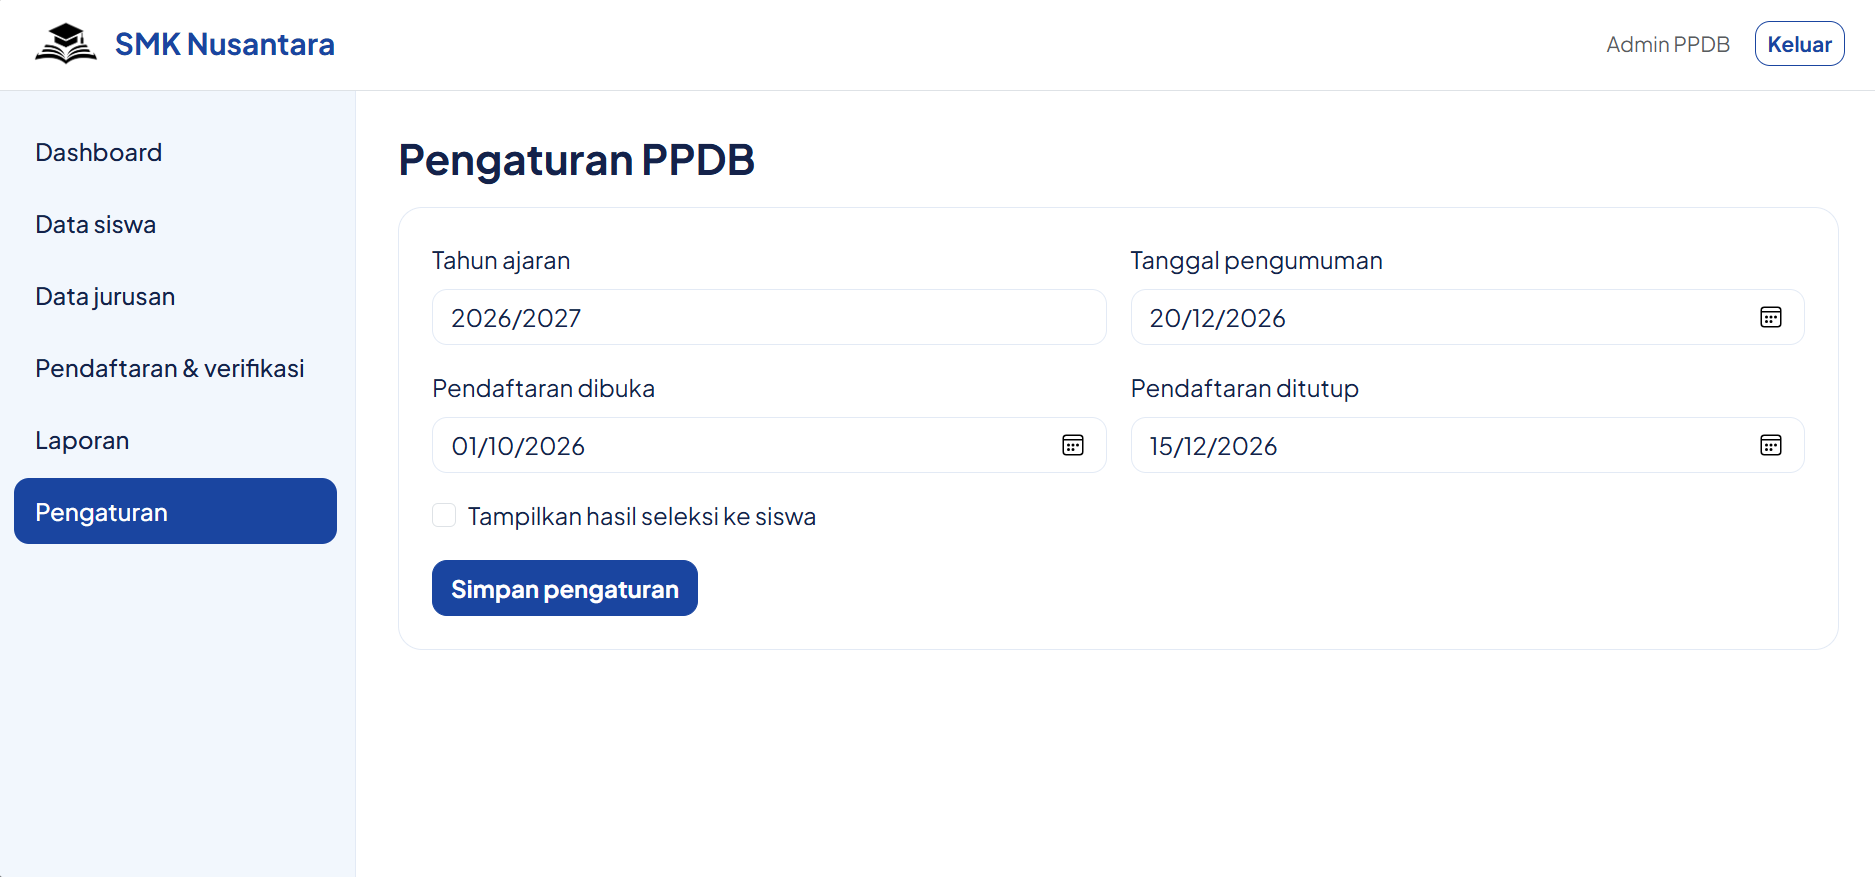 SMK Nusantara
Admin PPDB
Keluar
Dashboard
Data siswa
Data jurusan
Pendaftaran & verifikasi
Laporan
Pengaturan
Pengaturan PPDB
Tahun ajaran
2026/2027
Tanggal pengumuman
20/12/2026
Pendaftaran dibuka
01/10/2026
Pendaftaran ditutup
15/12/2026
Tampilkan hasil seleksi ke siswa
Simpan pengaturan